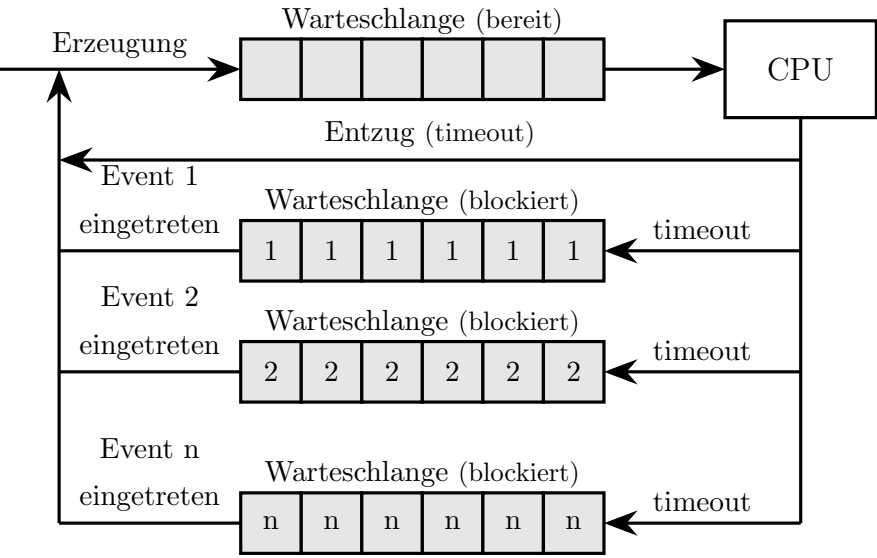 Warteschlange (bereit)
Erzeugung
CPU
Entzug (timeout)
Event 1
eingetreten
Warteschlange (blockiert)
1 1 1 1 1 1
timeout
Event 2
eingetreten
Warteschlange (blockiert)
2 2 2 2 2 2
timeout
Event n
eingetreten
Warteschlange (blockiert)
n n n n n n
timeout